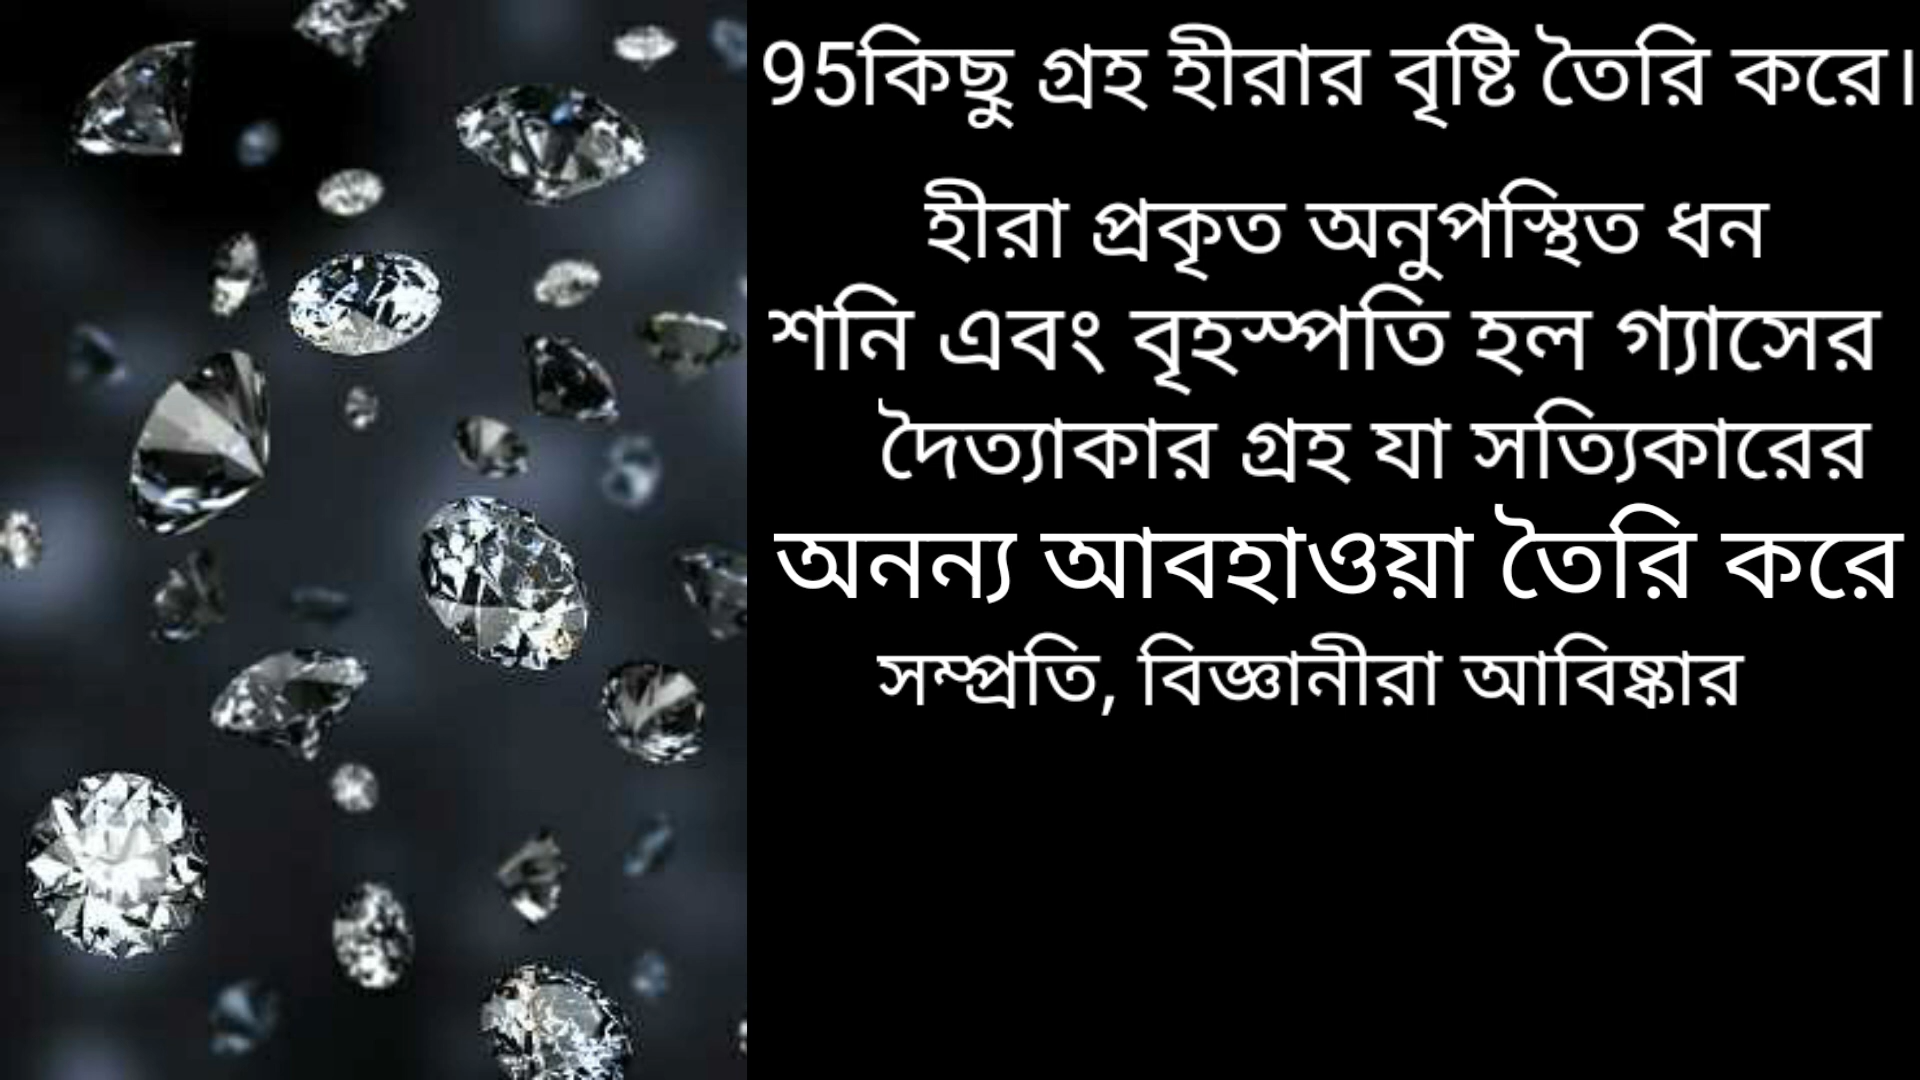 95কিছু গ্রহ হীরার বৃষ্টি তৈরি করে।
হীরা প্রকৃত অনুপস্থিত ধন
শনি এবং বৃহস্পতি হল গ্যাসের
দৈত্যাকার গ্রহ যা সত্যিকারের
অনন্য আবহাওয়া তৈরি করে
সম্প্রতি, বিজ্ঞানীরা আবিষ্কার